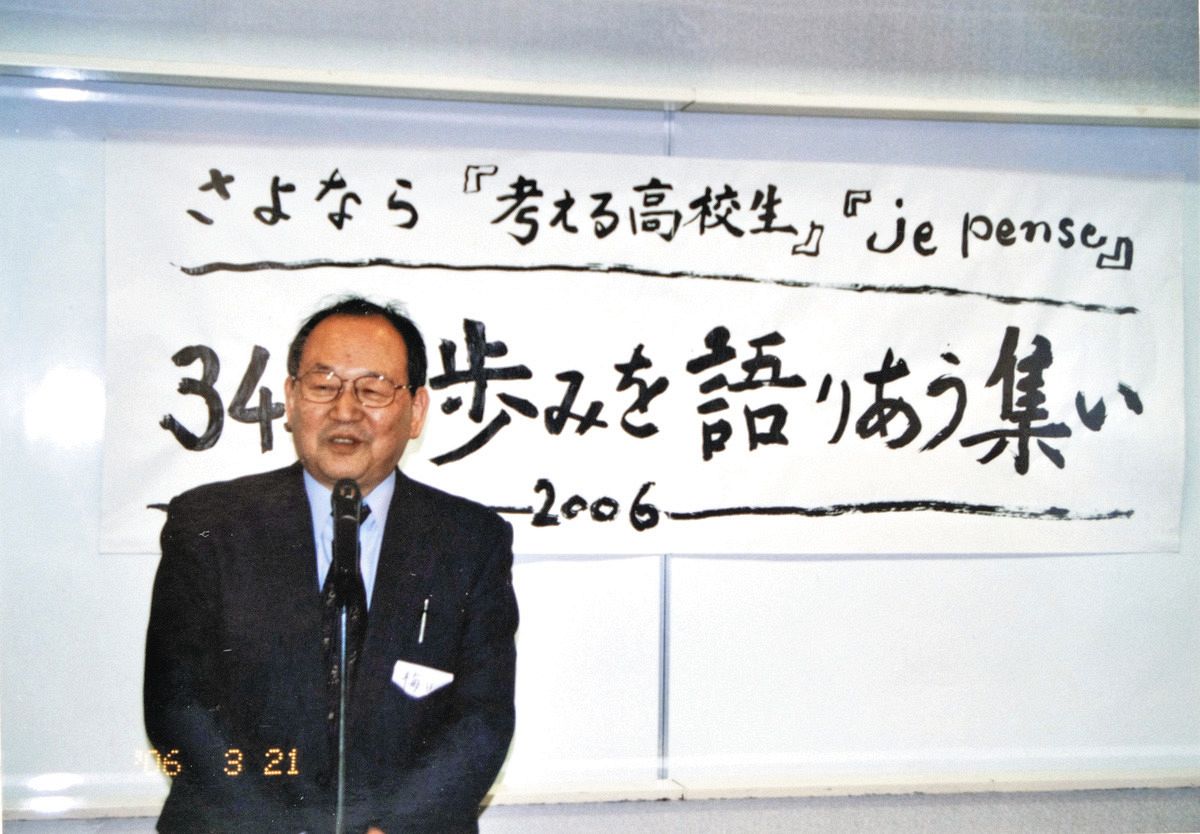 さよなら『考える高校生』『je pense』
34 歩みを語りあう集い
2006
梅
'06 3 21